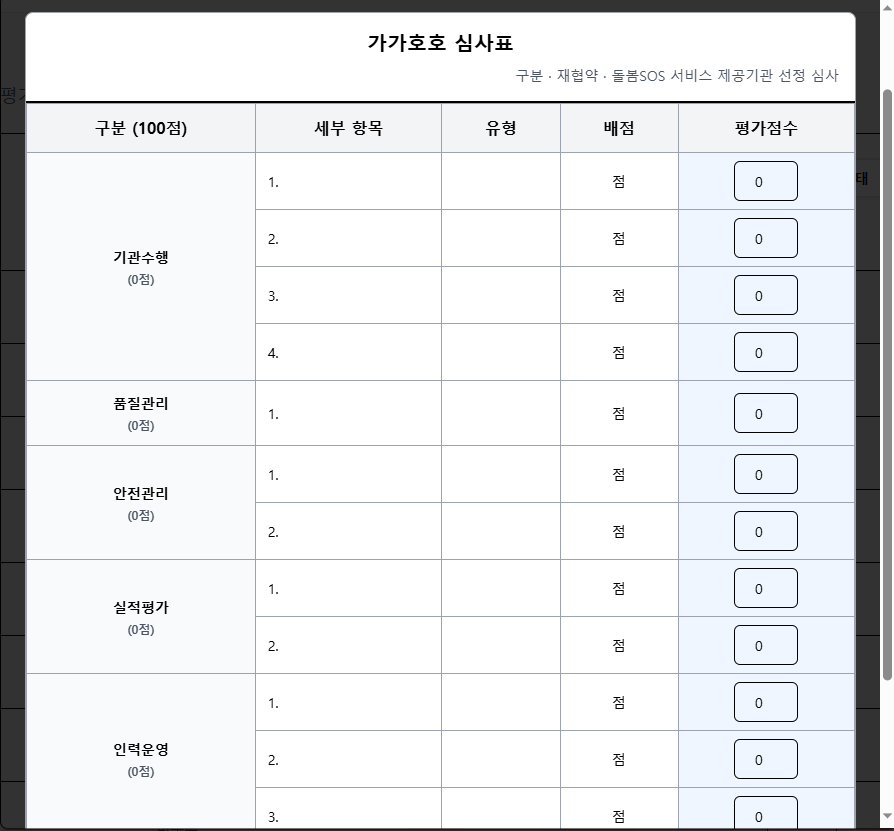 가가호호 심사표
구분 · 재협약 · 돌봄SOS 서비스 제공기관 선정 심사
평가
태
구분 (100점) 세부 항목 유형 배점 평가점수
기관수행
(0점)
1. 점 0
2. 점 0
3. 점 0
4. 점 0
품질관리
(0점)
1. 점 0
안전관리
(0점)
1. 점 0
2. 점 0
실적평가
(0점)
1. 점 0
2. 점 0
인력운영
(0점)
1. 점 0
2. 점 0
3. 점 0